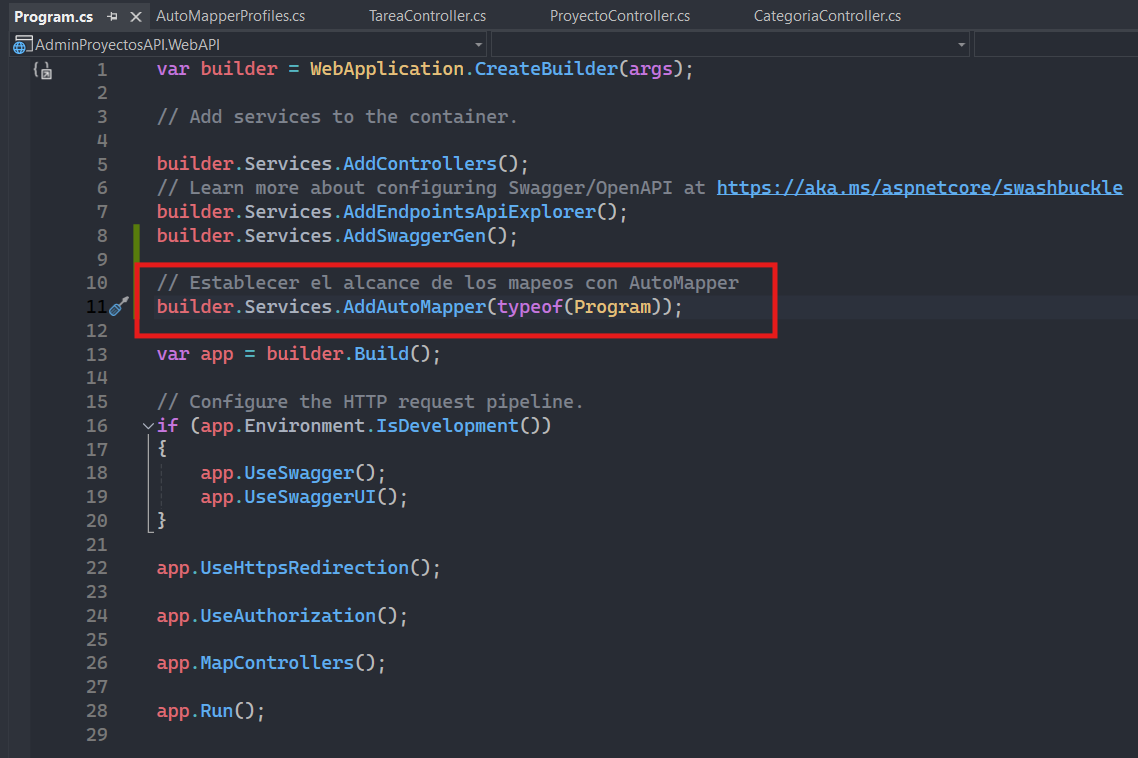 Program.cs AutoMapperProfiles.cs TareaController.cs ProyectoController.cs CategoriaController.cs
AdminProyectosAPI.WebAPI
1 var builder = WebApplication.CreateBuilder(args);
2
3 // Add services to the container.
4
5 builder.Services.AddControllers();
6 // Learn more about configuring Swagger/OpenAPI at https://aka.ms/aspnetcore/swashbuckle
7 builder.Services.AddEndpointsApiExplorer();
8 builder.Services.AddSwaggerGen();
9
10 // Establecer el alcance de los mapeos con AutoMapper
11 builder.Services.AddAutoMapper(typeof(Program));
12
13 var app = builder.Build();
14
15 // Configure the HTTP request pipeline.
16 if (app.Environment.IsDevelopment())
17 {
18 app.UseSwagger();
19 app.UseSwaggerUI();
20 }
21
22 app.UseHttpsRedirection();
23
24 app.UseAuthorization();
25
26 app.MapControllers();
27
28 app.Run();
29